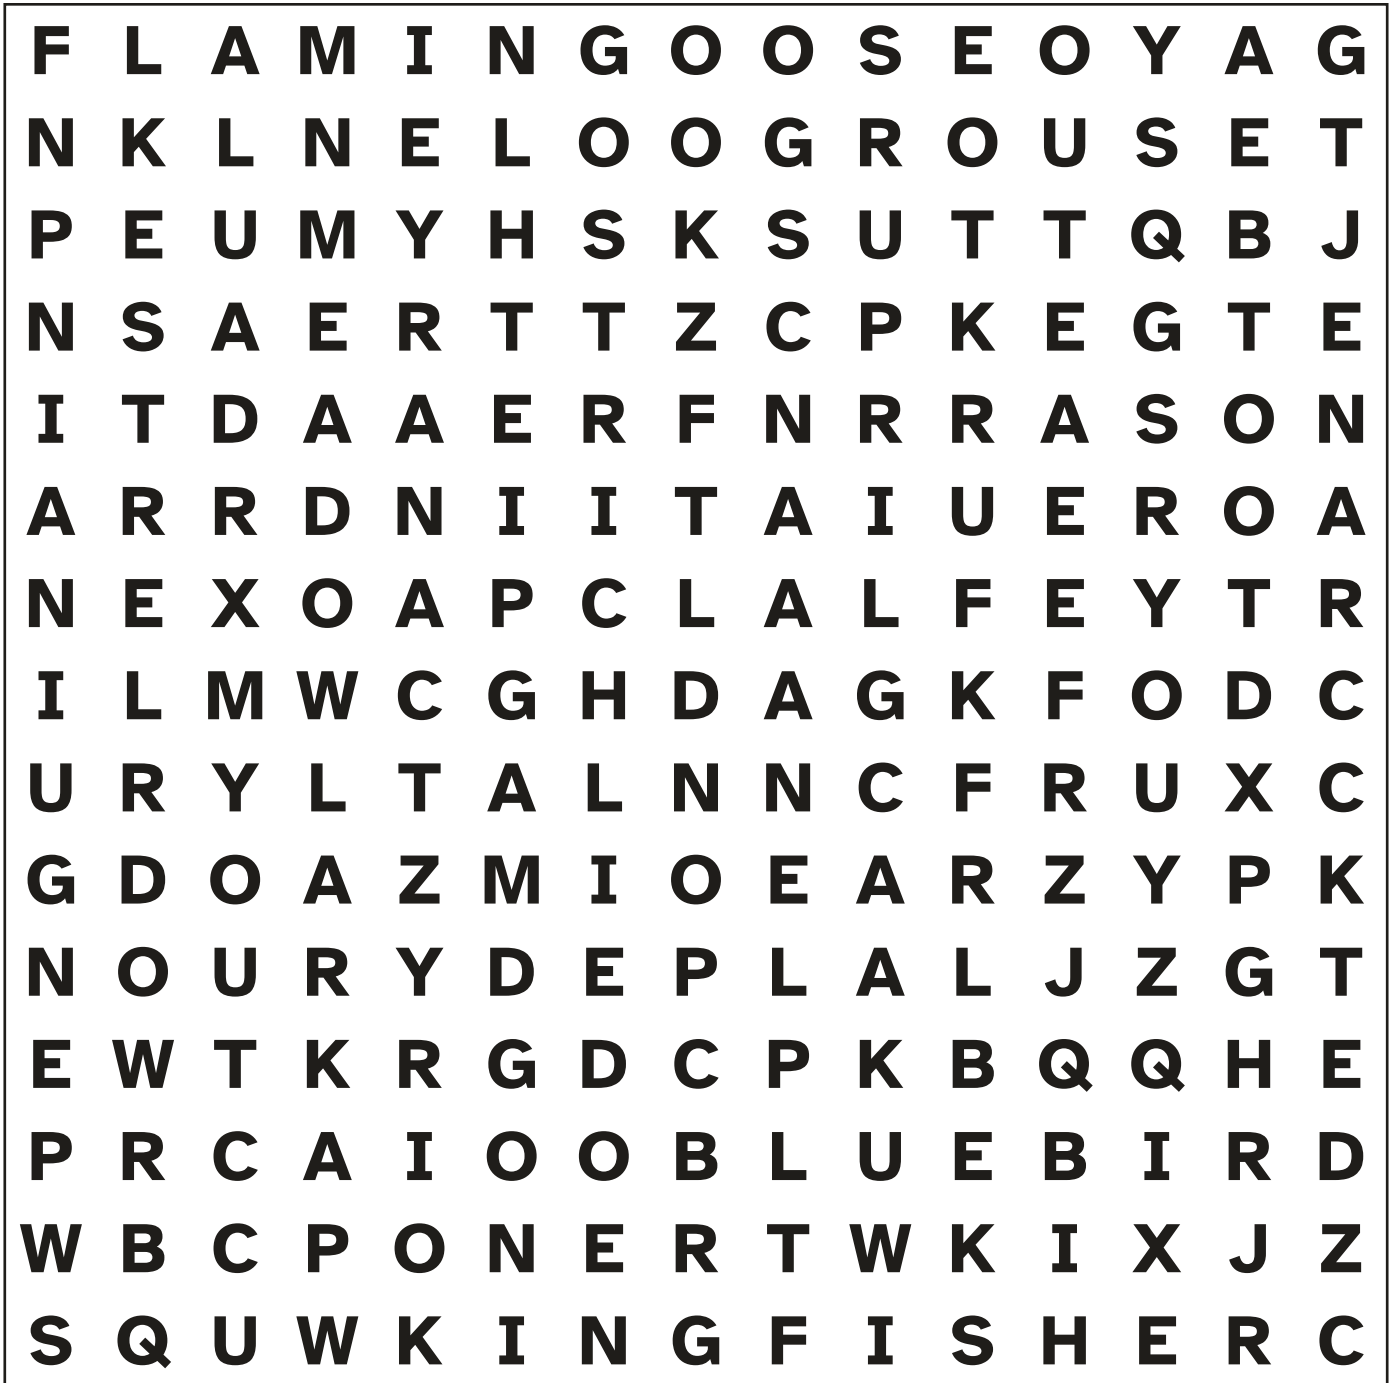 F L A M I N G O O S E O Y A G
N K L N E L O O G R O U S E T
P E U M Y H S K S U T T Q B J
N S A E R T T Z C P K E G T E
I T D A A E R F N R R A S O N
A R R D N I I T A I U E R O A
N E X O A P C L A L F E Y T R
I L M W C G H D A G K F O D C
U R Y L T A L N N C F R U X C
G D O A Z M I O E A R Z Y P K
N O U R Y D E P L A L J Z G T
E W T K R G D C P K B Q Q H E
P R C A I O O B L U E B I R D
W B C P O N E R T W K I X J Z
S Q U W K I N G F I S H E R C